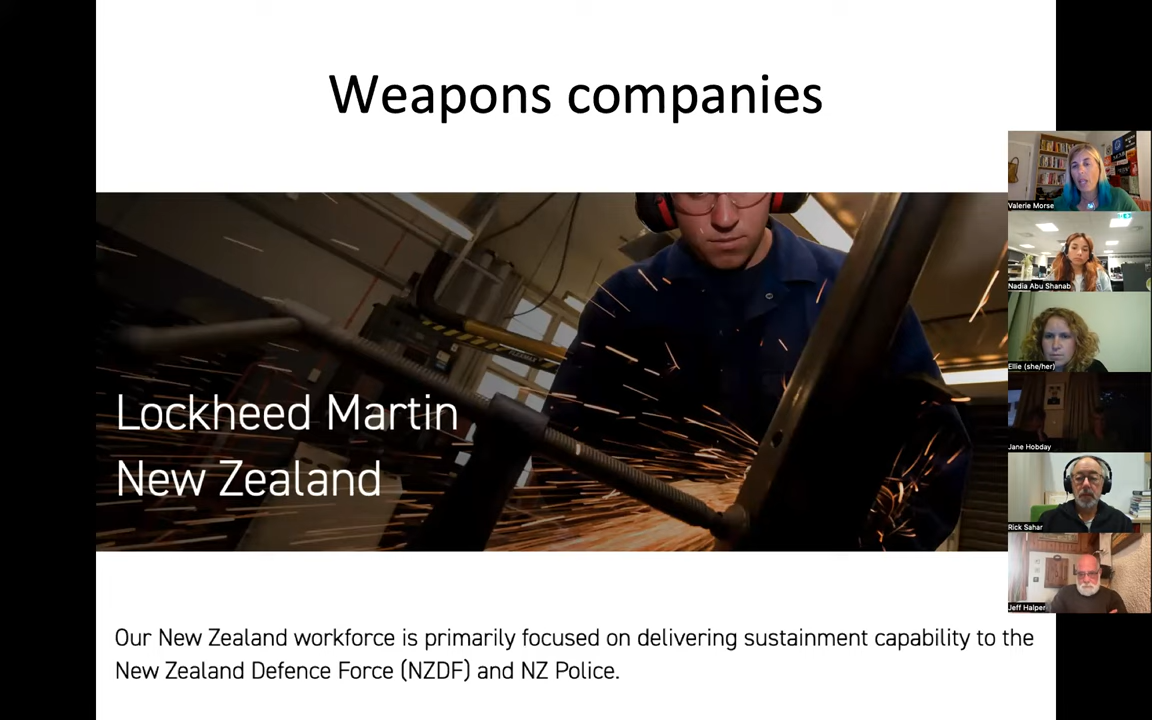 Weapons companies
Lockheed Martin
New Zealand
Our New Zealand workforce is primarily focused on delivering sustainment capability to the
New Zealand Defence Force (NZDF) and NZ Police.
Valerie Morse
Nadia Abu Shanab
Ellie (she/her)
Jane Hobday
Rick Sahar
Jeff Halper